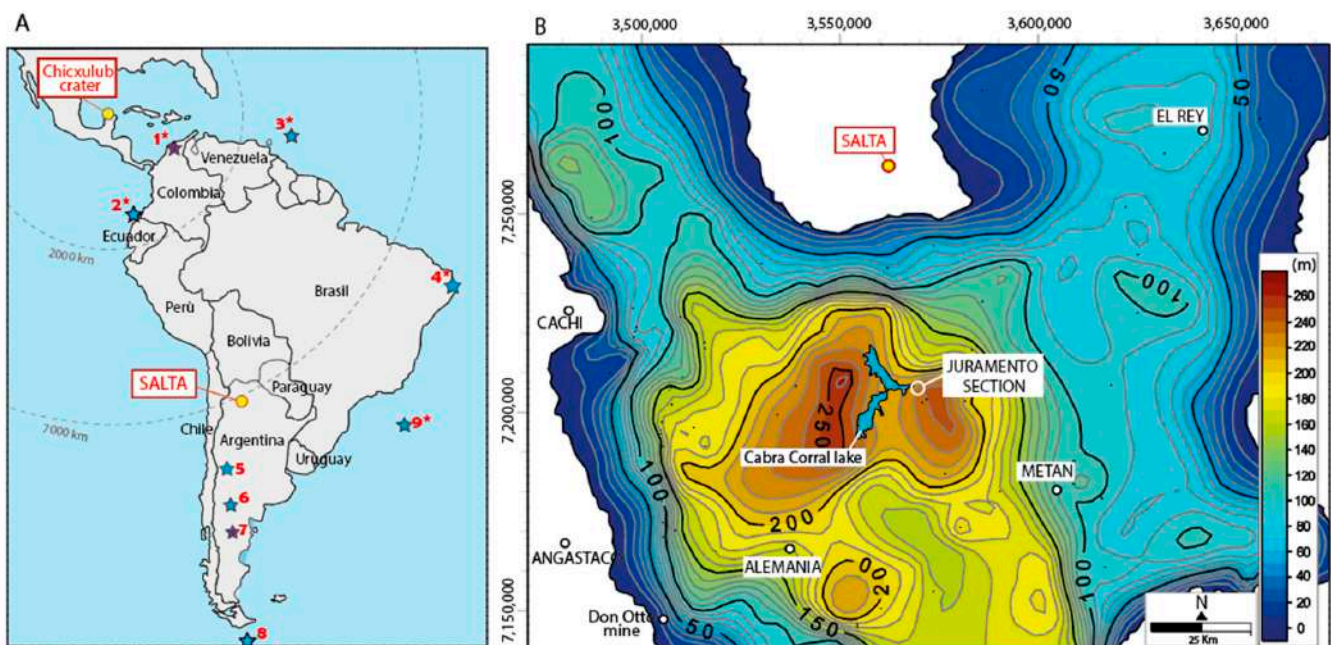 A
Chicxulub
crater
1*
3*
Venezuela
Colombia
2*
Ecuador
2000 km
4*
Brasil
Perù
Bolivia
SALTA
Paraguay
7000 km
Chile
9*
Argentina
Uruguay
5
6
7
8
B
3,500,000
3,550,000
3,600,000
3,650,000
7,250,000
7,200,000
7,150,000
100
50
50
EL REY
SALTA
100
CACHI
JURAMENTO
SECTION
250
Cabra Corral lake
METAN
100
200
ANGASTACO
ALEMANIA
200
100
Don Otto
mine
50
150
(m)
260
240
220
200
180
160
140
120
100
80
60
40
20
0
N
25 Km